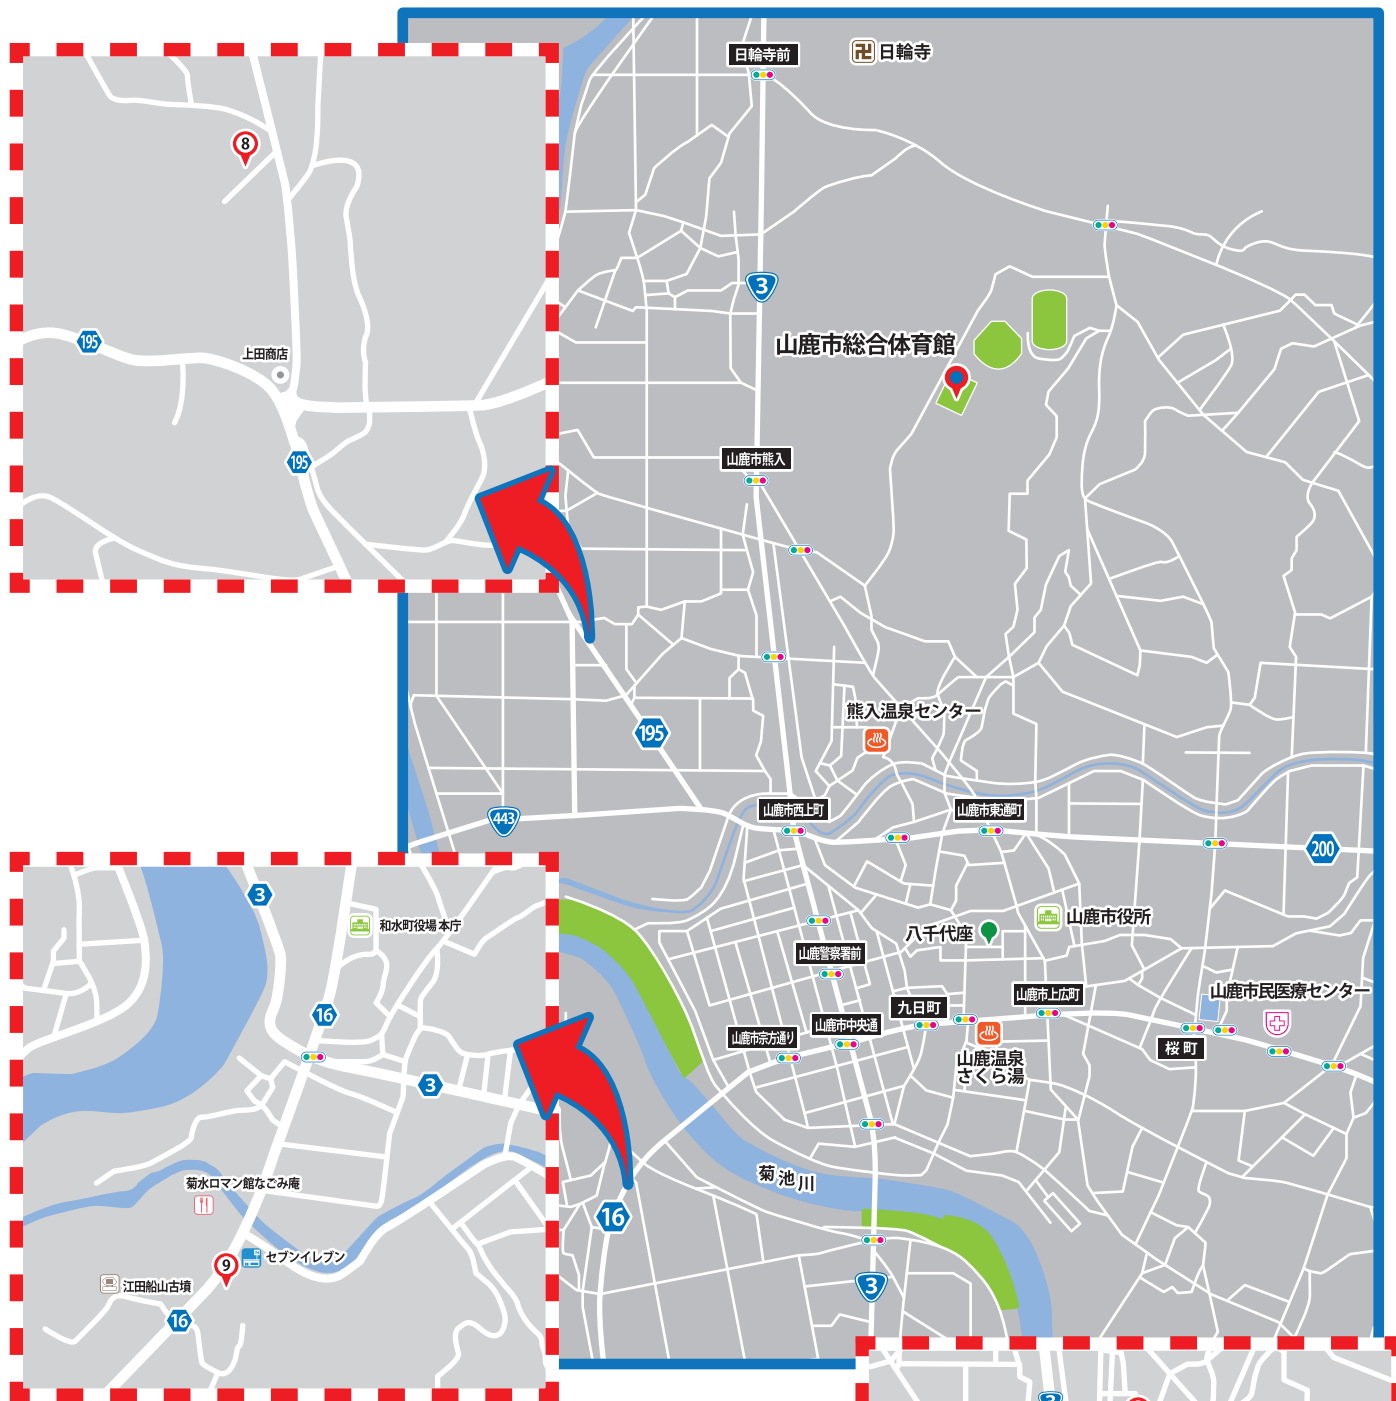 日輪寺前
日輪寺
8
3
195
上田商店
山鹿市総合体育館
195
山鹿市熊入
熊入温泉センター
195
443
山鹿市西上町
山鹿市東通町
200
3
和水町役場 本庁
山鹿市役所
八千代座
山鹿警察署前
16
九日町
山鹿市上広町
山鹿市民医療センター
山鹿市宗方通り
山鹿市中央通
桜町
山鹿温泉
さくら湯
3
菊水ロマン館なごみ庵
菊池川
16
セブンイレブン
9
江田船山古墳
16
3
3